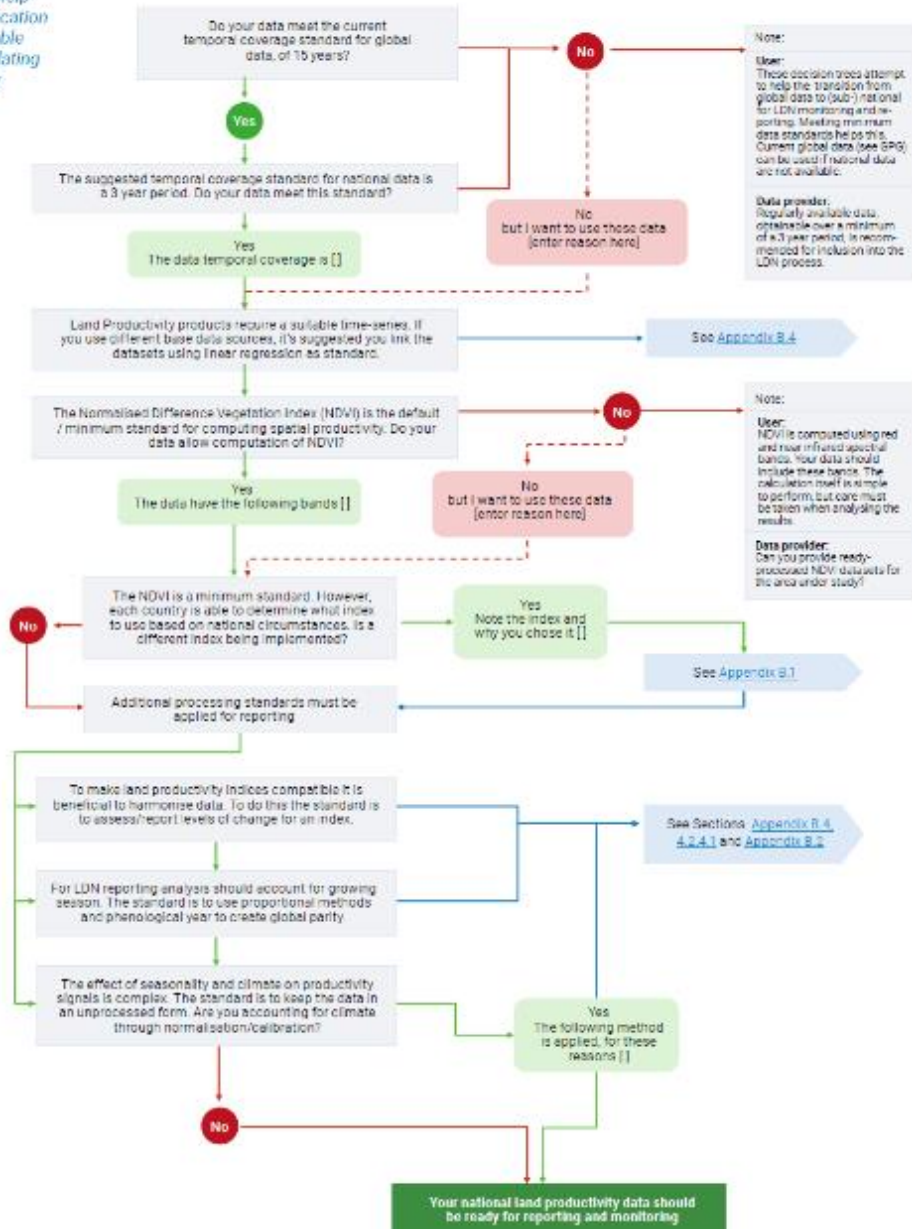 cation
Do your data meet the current
temporal coverage standard for global
data, of 15 years?
No
Yes
The suggested temporal coverage standard for national data is
a 3 year period. Do your data meet this standard?
Note:
User:
These decision trees attempt
to help the transition from
global data to (sub-) national
for LDN monitoring and re-
porting. Meeting minimum
data standards helps this.
Current global data (see GPG)
can be used if national data
are not available.
Data provider:
Regularly available data,
obtainable over a minimum
of a 3 year period, is recom-
mended for inclusion into the
LDN process.
No
but I want to use those data
[enter reason here]
Yes
The data temporal coverage is []
Land Productivity products require a suitable time-series. If
you use different base data sources, it's suggested you link the
datasets using linear regression as standard.
See Appendix B.4
The Normalised Difference Vegetation Index (NDVI) is the default
/ minimum standard for computing spatial productivity. Do your
data allow computation of NDVI?
No
Note:
User:
NDVI is computed using red
and near infrared spectral
bands. Your data should
include these bands. The
calculation itself is simple
to perform, but care must
be taken when analysing the
results.
Data provider:
Can you provide ready-
processed NDVI datasets for
the area under study?
Yes
The data have the following bands []
No
but I want to use these data
[enter reason here]
The NDVI is a minimum standard. However,
each country is able to determine what index
to use based on national circumstances. Is a
different index being implemented?
No
Yes
Note the index and
why you chose it []
See Appendix B.1
Additional processing standards must be
applied for reporting
To make land productivity indices compatible it is
beneficial to harmonise data. To do this the standard is
to assess/report levels of change for an index.
See Sections Appendix B.4,
4.2.4.1 and Appendix B.2
For LDN reporting analysis should account for growing
season. The standard is to use proportional methods
and phenological year to create global parity
The effect of seasonality and climate on productivity
signals is complex. The standard is to keep the data in
an unprocessed form. Are you accounting for climate
through normalisation/calibration?
Yes
The following method
is applied, for these
reasons []
No
Your national land productivity data should
be ready for reporting and monitoring